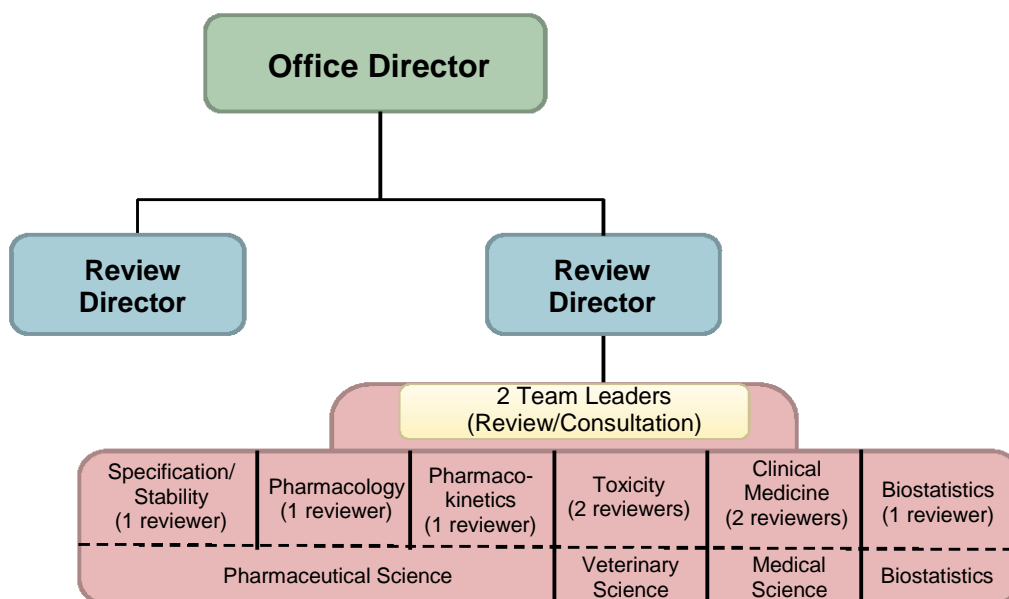 Office Director
Review
Director
Review
Director
2 Team Leaders
(Review/Consultation)
Specification/
Stability
(1 reviewer)
Pharmacology
(1 reviewer)
Pharmaco-
kinetics
(1 reviewer)
Toxicity
(2 reviewers)
Clinical
Medicine
(2 reviewers)
Biostatistics
(1 reviewer)
Pharmaceutical Science
Veterinary
Science
Medical
Science
Biostatistics